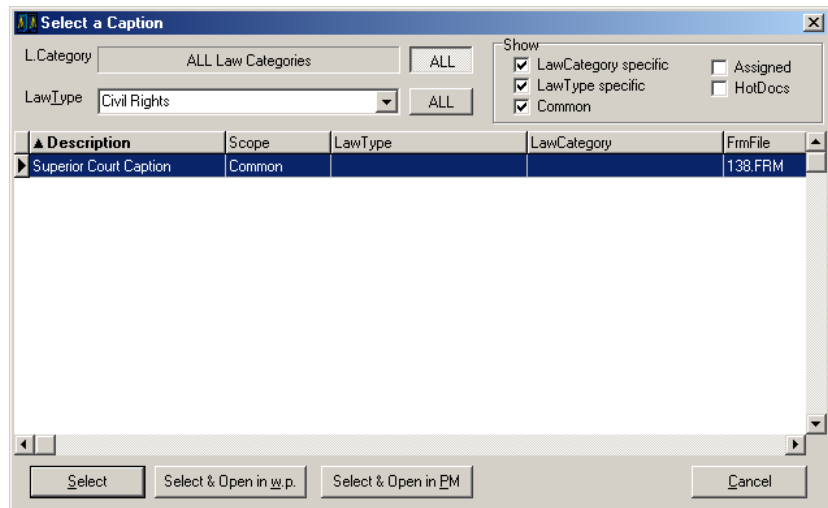 Select a Caption
L.Category ALL Law Categories ALL
LawType Civil Rights ALL
Show
LawCategory specific Assigned
LawType specific HotDocs
Common
▲ Description Scope LawType LawCategory FrmFile
Superior Court Caption Common 138.FRM
Select Select & Open in w.p. Select & Open in PM Cancel